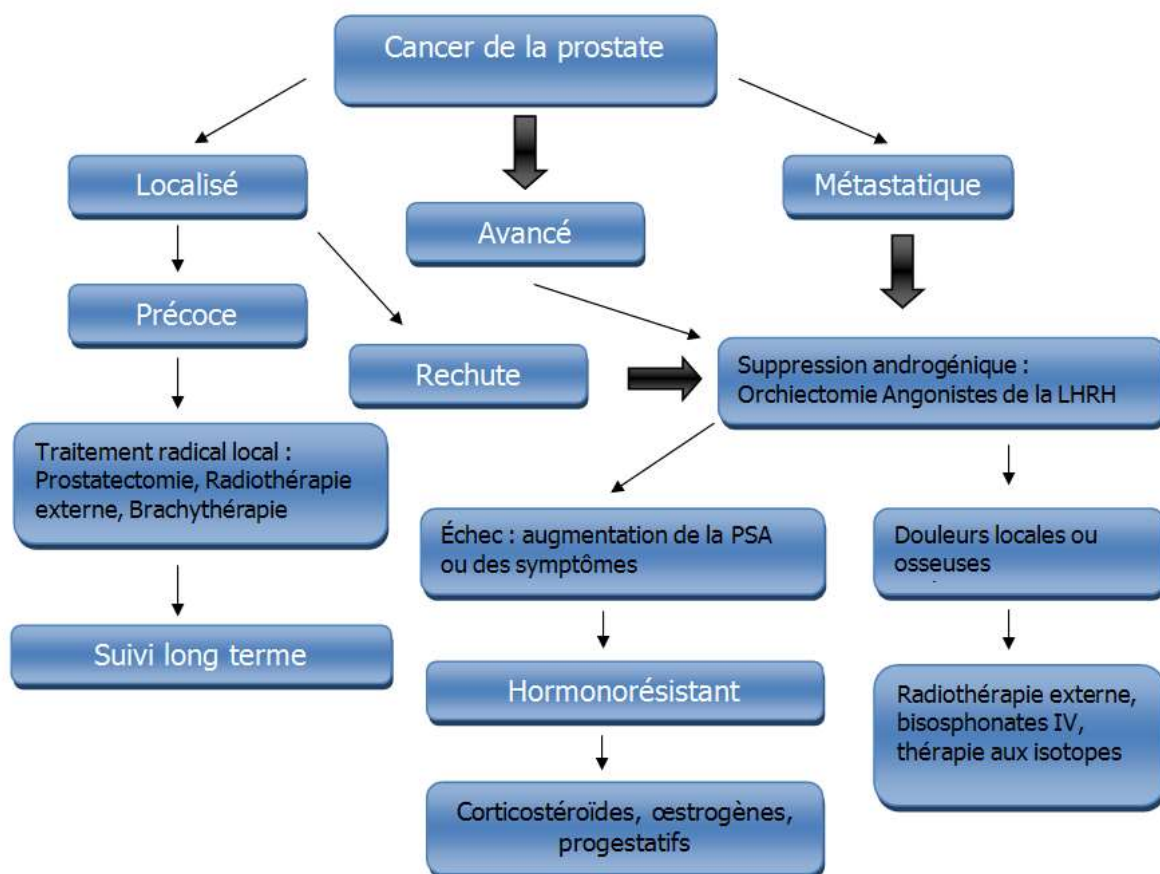 Cancer de la prostate
Localisé
Métastatique
Avancé
Précoce
Rechute
Suppression androgénique :
Orchiectomie Angonistes de la LHRH
Traitement radical local :
Prostatectomie, Radiothérapie
externe, Brachythérapie
Échec : augmentation de la PSA
ou des symptômes
Douleurs locales ou
osseuses
Suivi long terme
Hormonorésistant
Radiothérapie externe,
bisosphonates IV,
thérapie aux isotopes
Corticostéroïdes, œstrogènes,
progestatifs